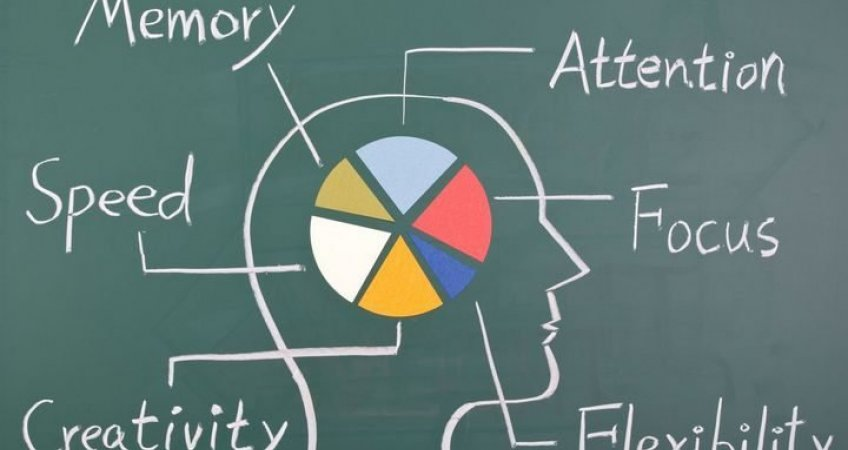 Memory
Attention
Speed
Focus
Creativity
Flexibility